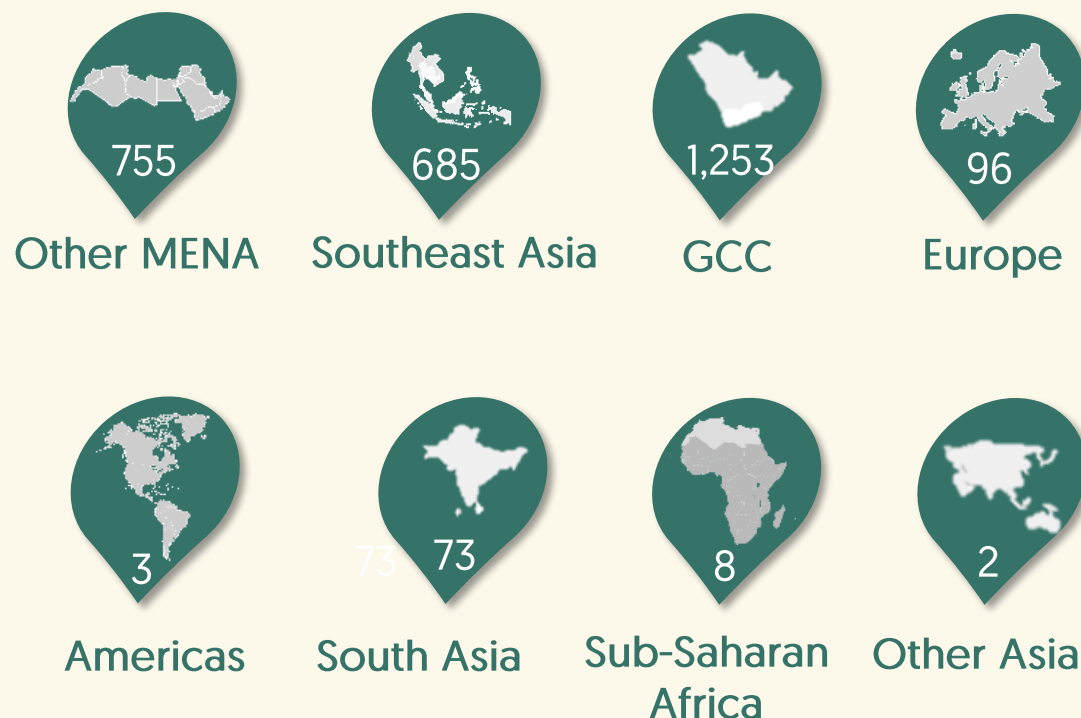 755
685
1,253
96
Other MENA
Southeast Asia
GCC
Europe
3
73
73
8
2
Americas
South Asia
Sub-Saharan
Africa
Other Asia